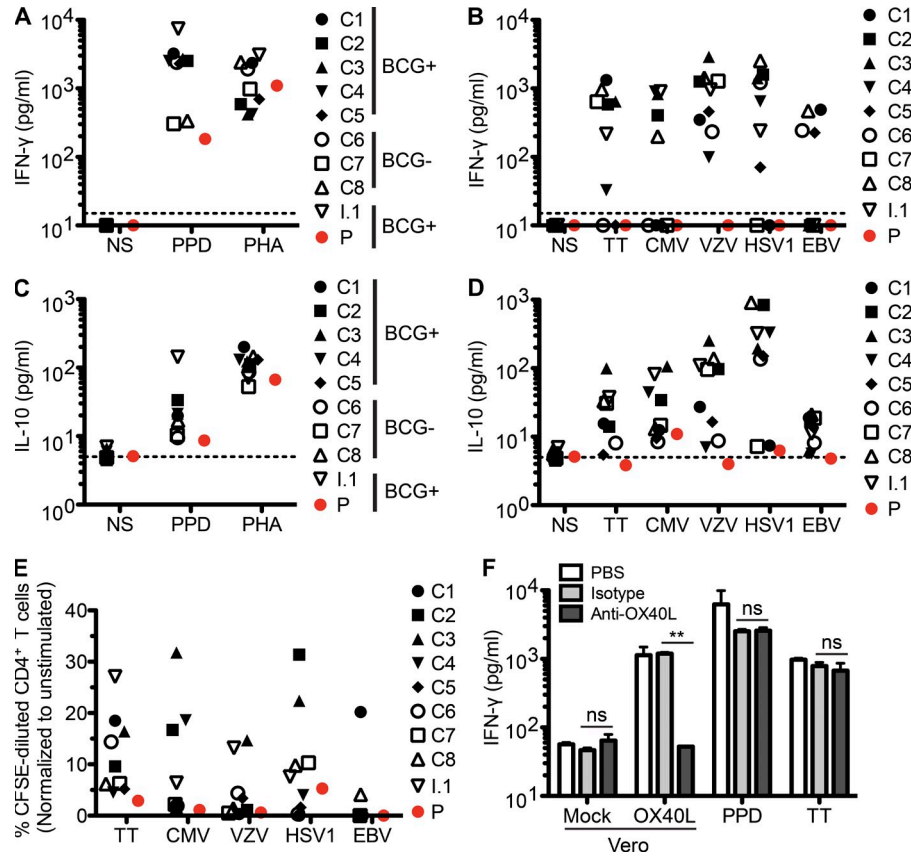 A
IFN-γ (pg/ml)
10⁴
10³
10²
10¹
NS PPD PHA
C1
C2
C3
C4
C5
C6
C7
C8
I.1
P
BCG+
BCG-
BCG+
B
IFN-γ (pg/ml)
10⁴
10³
10²
10¹
NS TT CMV VZV HSV1 EBV
C1
C2
C3
C4
C5
C6
C7
C8
I.1
P
C
IL-10 (pg/ml)
10³
10²
10¹
10⁰
NS PPD PHA
C1
C2
C3
C4
C5
C6
C7
C8
I.1
P
BCG+
BCG-
BCG+
D
IL-10 (pg/ml)
10³
10²
10¹
10⁰
NS TT CMV VZV HSV1 EBV
C1
C2
C3
C4
C5
C6
C7
C8
I.1
P
E
% CFSE-diluted CD4⁺ T cells
(Normalized to unstimulated)
40
30
20
10
0
TT CMV VZV HSV1 EBV
C1
C2
C3
C4
C5
C6
C7
C8
I.1
P
F
IFN-γ (pg/ml)
10⁴
10³
10²
10¹
PBS
Isotype
Anti-OX40L
ns
**
ns
ns
Mock OX40L PPD TT
Vero